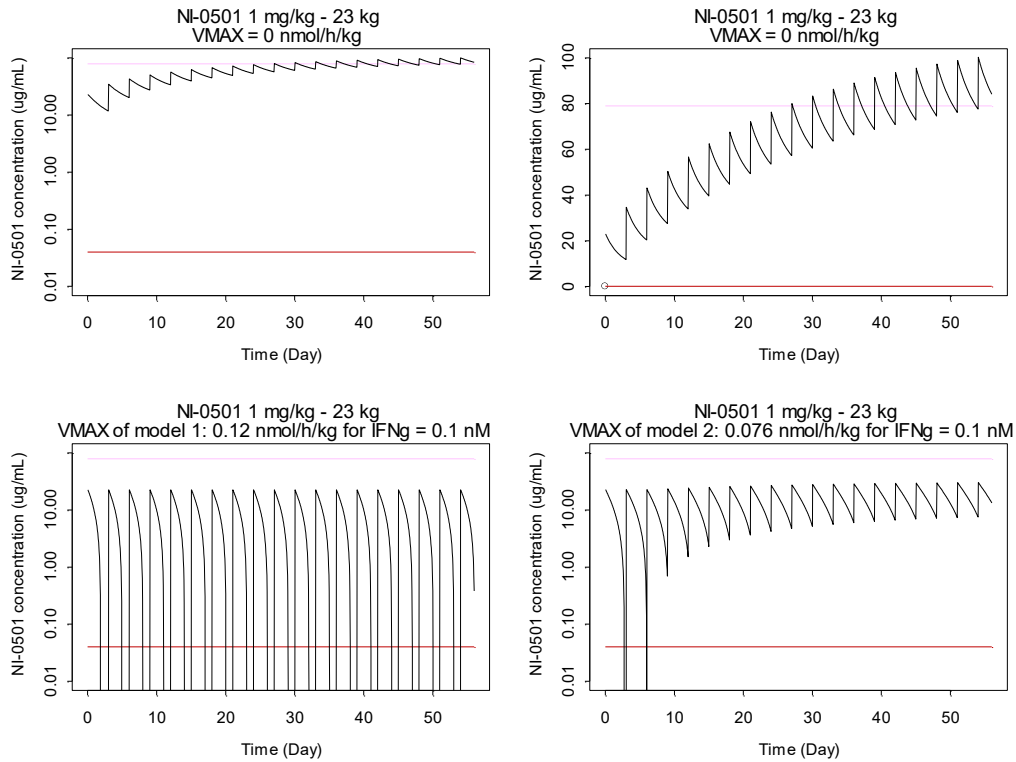 NI-0501 1 mg/kg - 23 kg
VMAX = 0 nmol/h/kg
NI-0501 concentration (ug/mL)
10.00
1.00
0.10
0.01
0 10 20 30 40 50
Time (Day)
NI-0501 1 mg/kg - 23 kg
VMAX = 0 nmol/h/kg
NI-0501 concentration (ug/mL)
100
80
60
40
20
0
0 10 20 30 40 50
Time (Day)
NI-0501 1 mg/kg - 23 kg
VMAX of model 1: 0.12 nmol/h/kg for IFNg = 0.1 nM
NI-0501 concentration (ug/mL)
10.00
1.00
0.10
0.01
0 10 20 30 40 50
Time (Day)
NI-0501 1 mg/kg - 23 kg
VMAX of model 2: 0.076 nmol/h/kg for IFNg = 0.1 nM
NI-0501 concentration (ug/mL)
10.00
1.00
0.10
0.01
0 10 20 30 40 50
Time (Day)